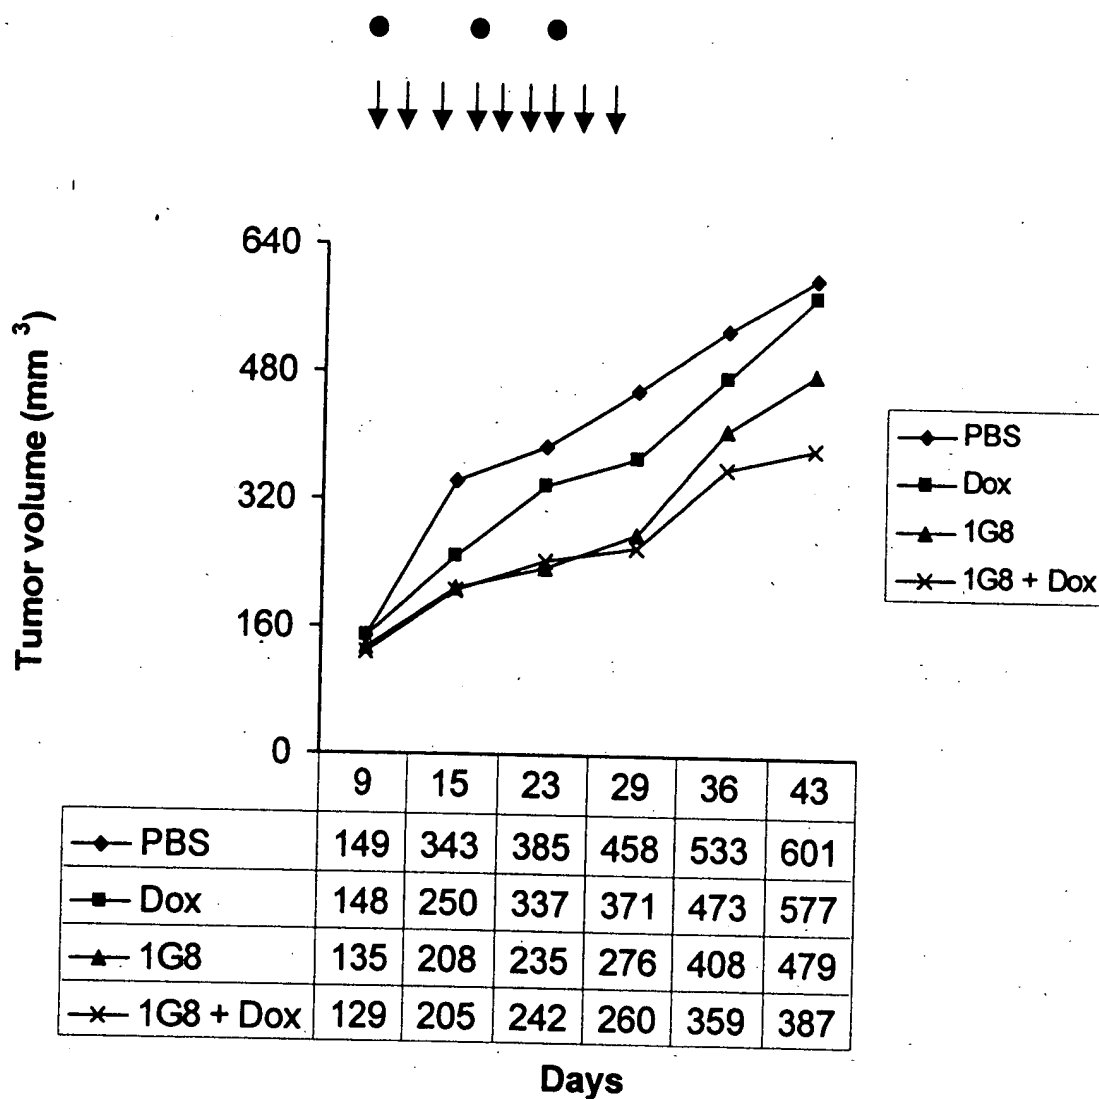 640
480
320
160
0
Tumor volume (mm 3)
PBS
Dox
1G8
1G8 + Dox
9 15 23 29 36 43
PBS 149 343 385 458 533 601
Dox 148 250 337 371 473 577
1G8 135 208 235 276 408 479
1G8 + Dox 129 205 242 260 359 387
Days